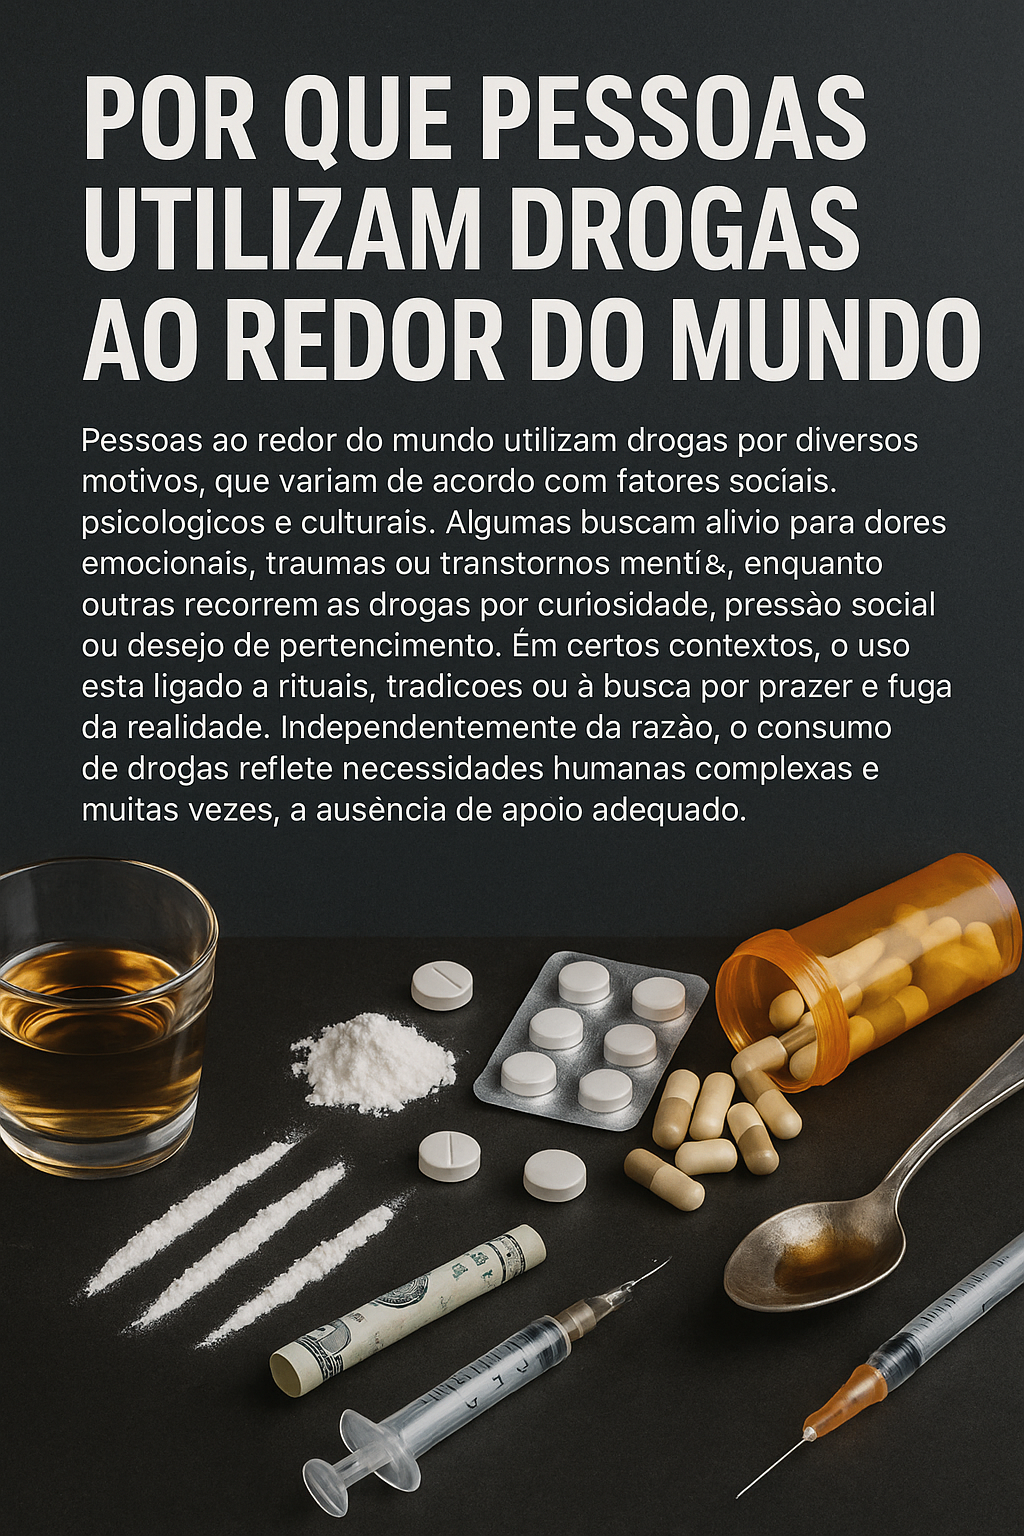 POR QUE PESSOAS
UTILIZAM DROGAS
AO REDOR DO MUNDO
Pessoas ao redor do mundo utilizam drogas por diversos
motivos, que variam de acordo com fatores socíais.
psicologicos e culturais. Algumas buscam alivio para dores
emocionais, traumas ou transtornos mentí&, enquanto
outras recorrem as drogas por curiosidade, pressào social
ou desejo de pertencimento. Ém certos contextos, o uso
esta ligado a rituais, tradicoes ou à busca por prazer e fuga
da realidade. Independentemente da razào, o consumo
de drogas reflete necessidades humanas complexas e
muitas vezes, a ausència de apoio adequado.